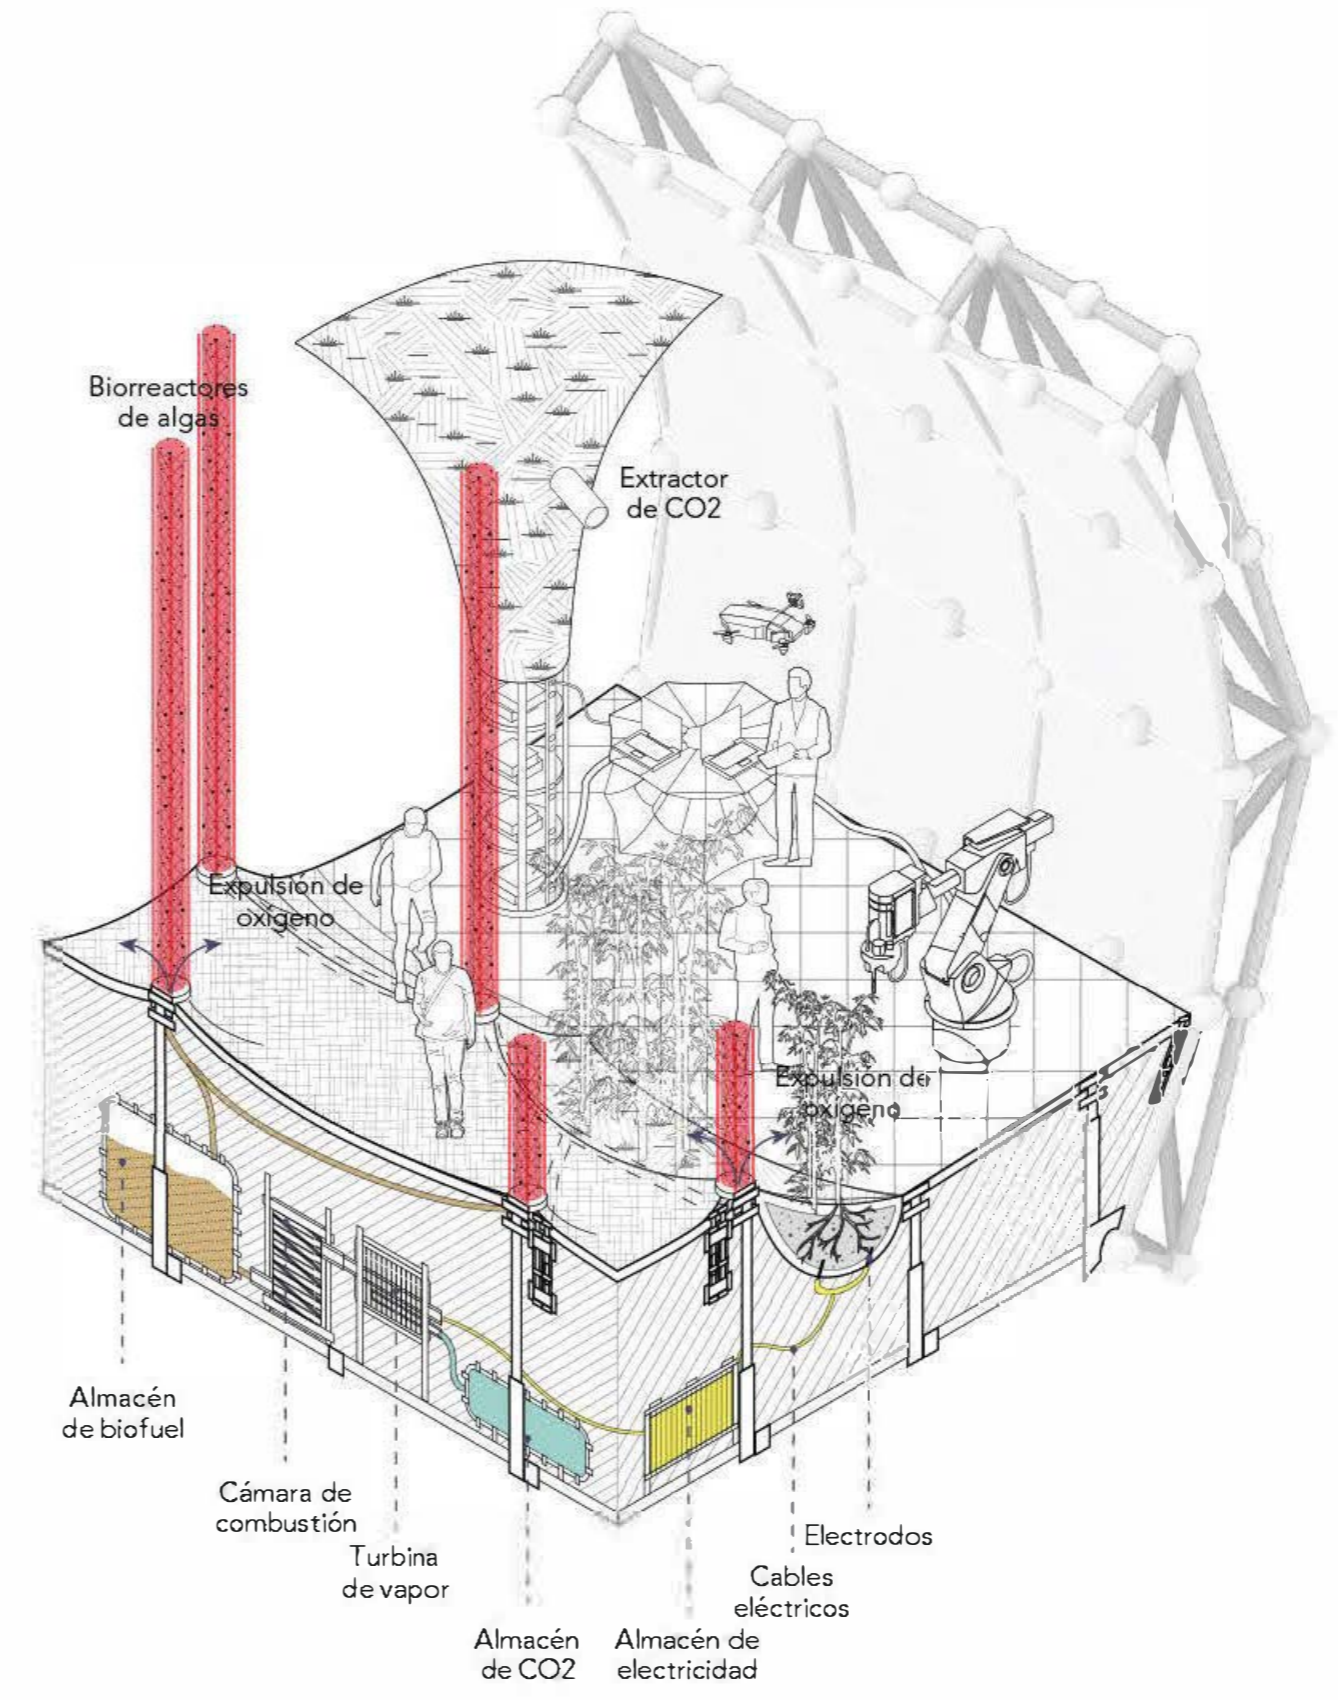 Biorreactores
de algas
Extractor
de CO2
Expulsión de
oxígeno
Expulsión de
oxígeno
Almacén
de biofuel
Cámara de
combustión
Turbina
de vapor
Almacén
de CO2
Almacén de
electricidad
Cables
eléctricos
Electrodos